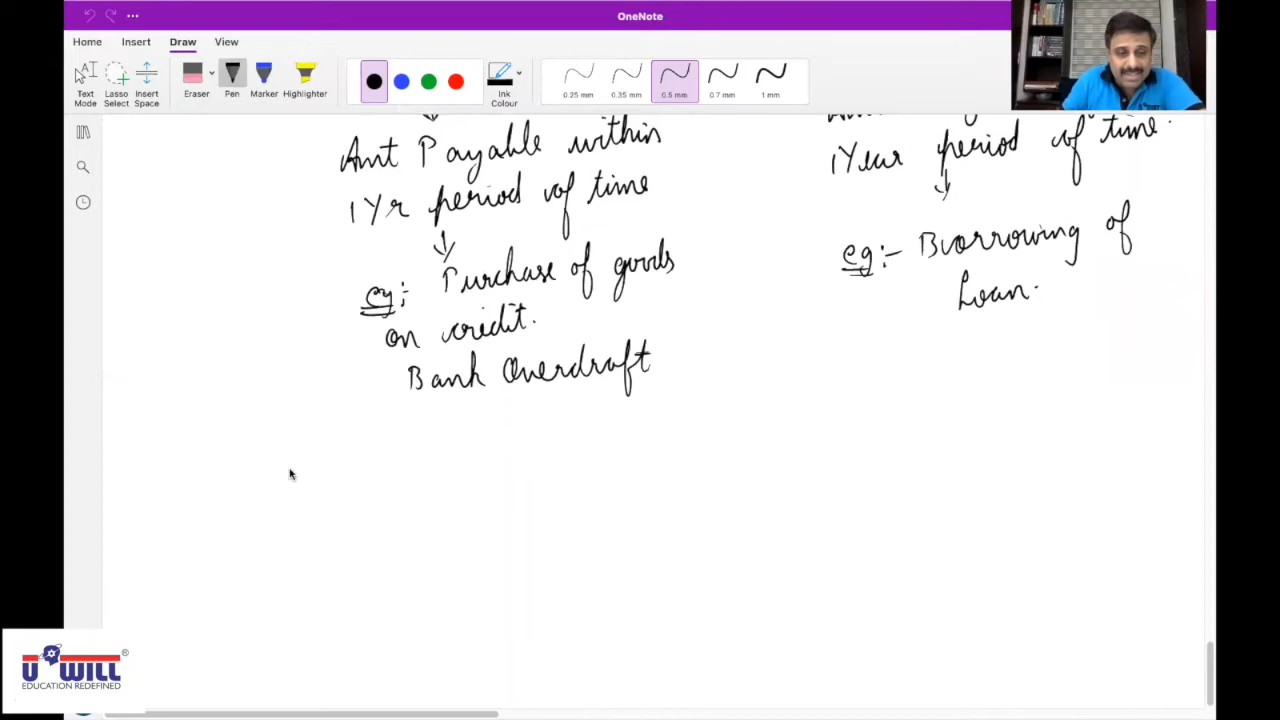 OneNote
Home Insert Draw View
Text Mode
Lasso Select
Insert Space
Eraser
Pen
Marker
Highlighter
Ink Colour
0.25 mm
0.35 mm
0.5 mm
0.7 mm
1 mm
Amt Payable within
1Yr period of time
eg:- Purchase of goods
on credit.
Bank Overdraft
1Year period of time.
eg:- Borrowing of
Loan.
U WILL ®
EDUCATION REDEFINED